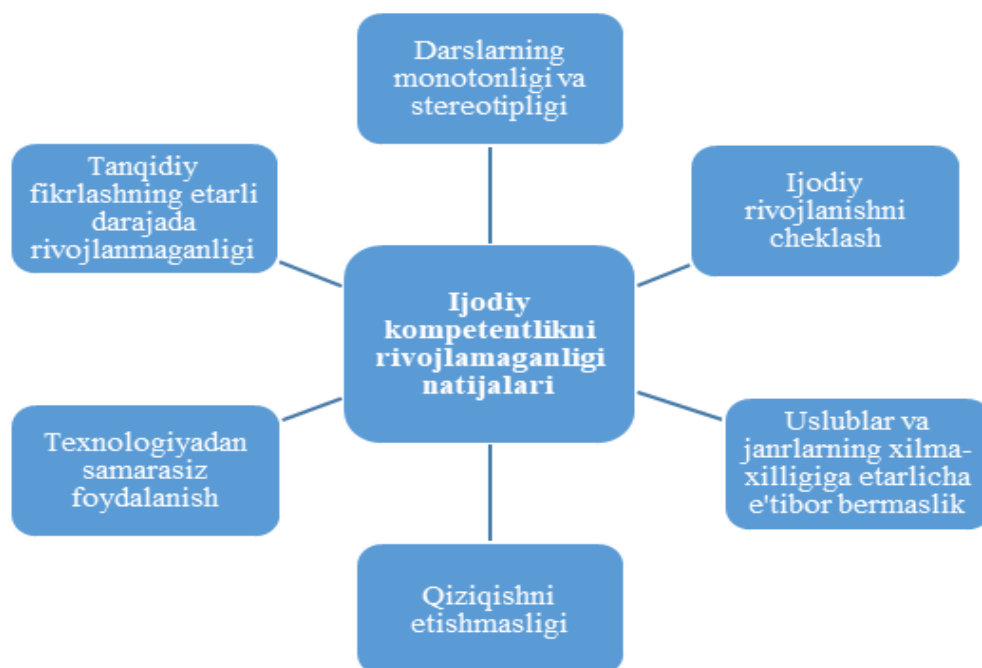 Darslarning
monotonligi va
stereotipligi
Tanqidiy
fikrlashning etarli
darajada
rivojlanmaganligi
Ijodiy
rivojlanishni
cheklash
Ijodiy
kompetentlikni
rivojlamaganligi
natijalari
Texnologiyadan
samarasiz
foydalanish
Uslublar va
janrlarning xilma-
xilligiga etarlicha
e'tibor bermaslik
Qiziqishni
etishmasligi